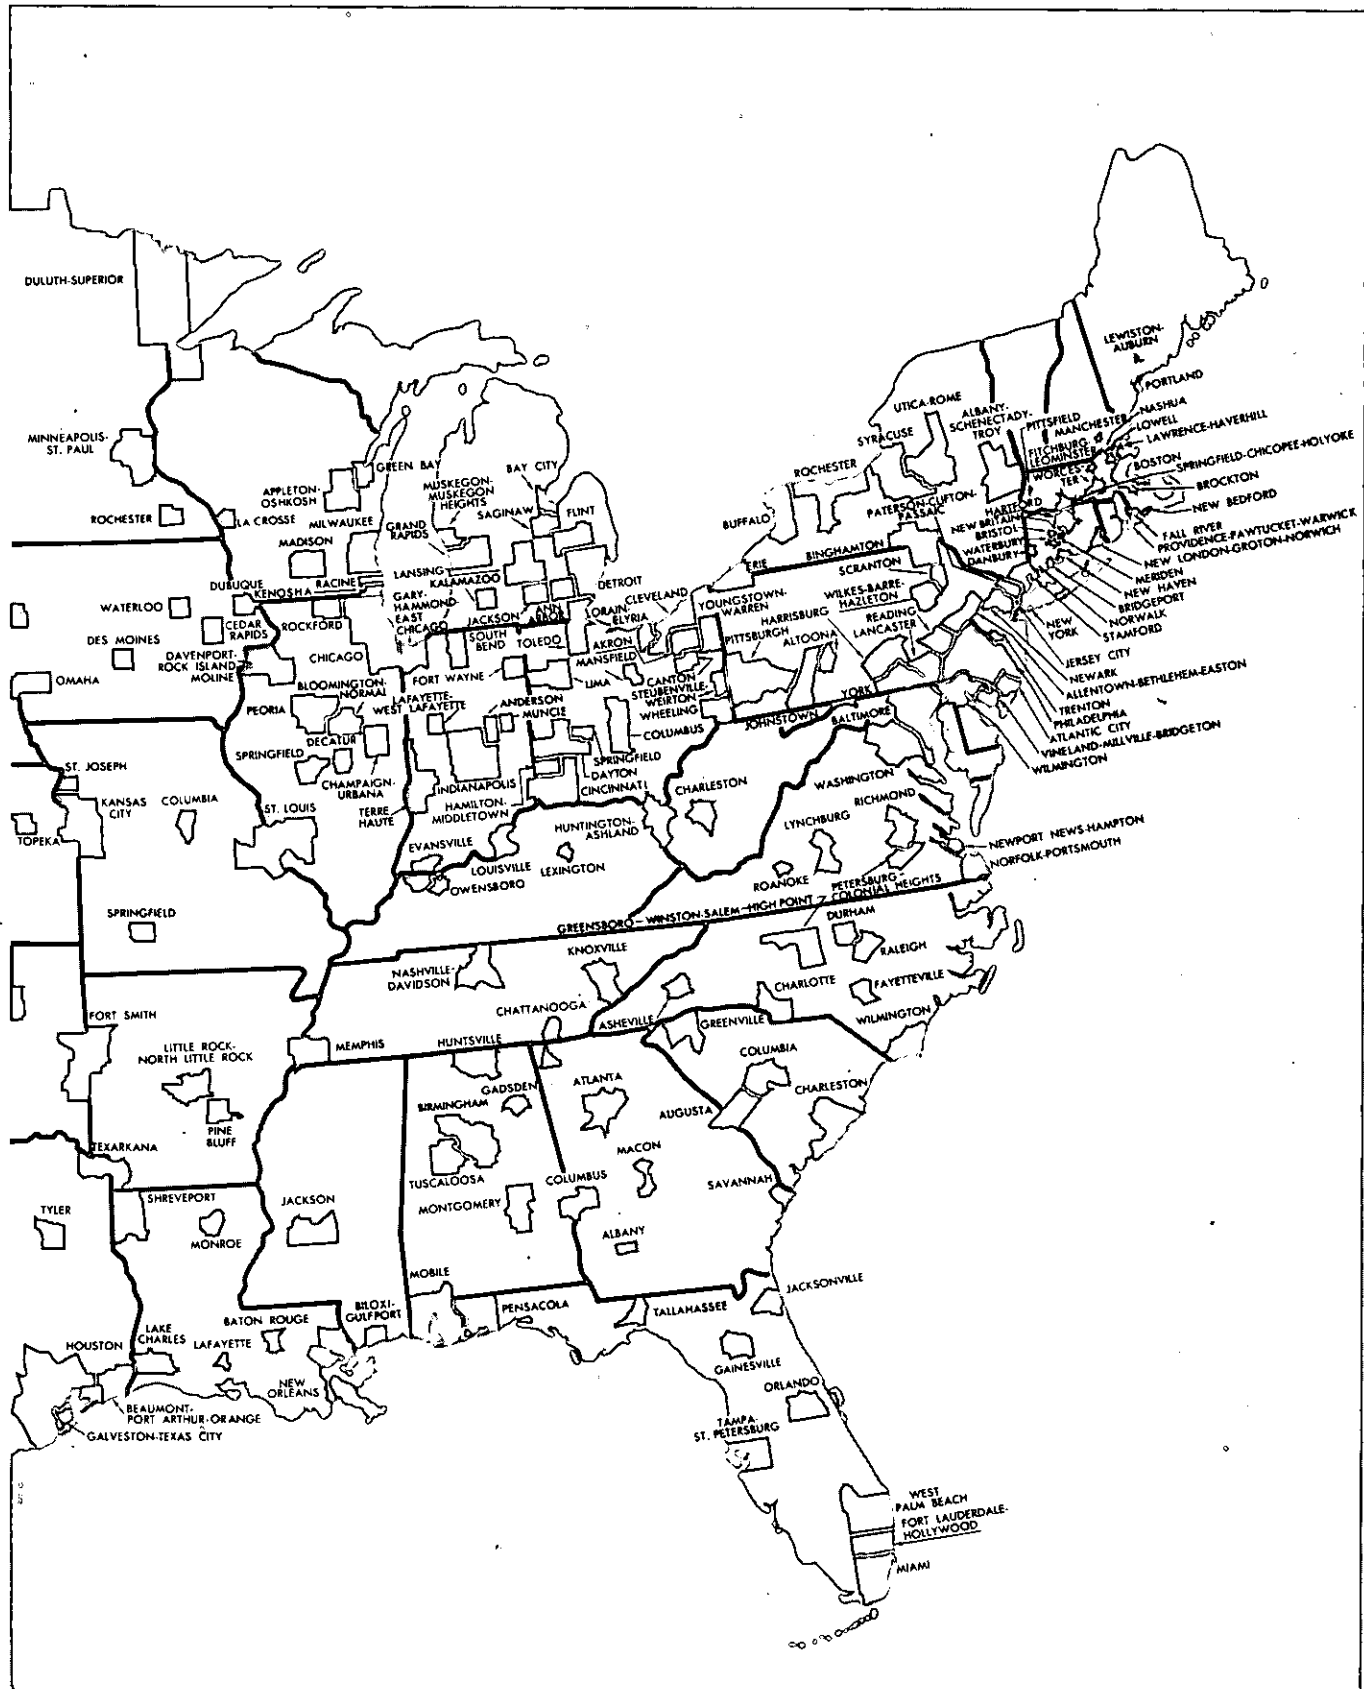 DULUTH-SUPERIOR
MINNEAPOLIS-
ST. PAUL
ROCHESTER
LA CROSSE
GREEN BAY
APPLETON-
OSHKOSH
MILWAUKEE
MADISON
RACINE
KENOSHA
DUBUQUE
WATERLOO
CEDAR
RAPIDS
DES MOINES
DAVENPORT-
ROCK ISLAND
MOLINE
OMAHA
ROCKFORD
CHICAGO
BLOOMINGTON-
NORMAL
PEORIA
DECATUR
SPRINGFIELD
CHAMPAIGN-
URBANA
MUSKEGON-
MUSKEGON
HEIGHTS
GRAND
RAPIDS
BAY CITY
SAGINAW
FLINT
LANSING
KALAMAZOO
GARY-
HAMMOND-
EAST
CHICAGO
JACKSON
ANN
ARBOR
DETROIT
SOUTH
BEND
TOLEDO
LORAIN-
ELYRIA
CLEVELAND
AKRON
FORT WAYNE
MANSFIELD
LIMA
CANTON
STEUBENVILLE-
WEIRTON
WHEELING
YOUNGSTOWN-
WARREN
LAFAYETTE-
WEST LAFAYETTE
ANDERSON
MUNCIE
COLUMBUS
SPRINGFIELD
DAYTON
CINCINNATI
INDIANAPOLIS
HAMILTON-
MIDDLETOWN
TERRE
HAUTE
ERIE
PITTSBURGH
ALTOONA
JOHNSTOWN
HARRISBURG
WILKES-BARRE-
HAZLETON
SCRANTON
READING
LANCASTER
YORK
BALTIMORE
BUFFALO
ROCHESTER
SYRACUSE
UTICA-ROME
ALBANY-
SCHENECTADY-
TROY
BINGHAMTON
PATERSON-CLIFTON-
PASSAIC
LEWISTON-
AUBURN
PORTLAND
PITTSFIELD
MANCHESTER
NASHUA
LOWELL
LAWRENCE-HAVERHILL
FITCHBURG
LEOMINSTER
WORCES-
TER
BOSTON
SPRINGFIELD-CHICOPEE-HOLYOKE
BROCKTON
NEW BEDFORD
FALL RIVER
PROVIDENCE-PAWTUCKET-WARWICK
NEW LONDON-GROTON-NORWICH
HARTFORD
NEW BRITAIN
BRISTOL
WATERBURY
DANBURY
MERIDEN
NEW HAVEN
BRIDGEPORT
NORWALK
STAMFORD
NEW
YORK
JERSEY CITY
NEWARK
ALLENTOWN-BETHLEHEM-EASTON
TRENTON
PHILADELPHIA
ATLANTIC CITY
VINELAND-MILLVILLE-BRIDGETON
WILMINGTON
ST. JOSEPH
KANSAS
CITY
COLUMBIA
ST. LOUIS
TOPEKA
SPRINGFIELD
EVANSVILLE
LOUISVILLE
OWENSBORO
LEXINGTON
HUNTINGTON-
ASHLAND
CHARLESTON
WASHINGTON
RICHMOND
LYNCHBURG
ROANOKE
PETERSBURG-
COLONIAL HEIGHTS
NEWPORT NEWS-HAMPTON
NORFOLK-PORTSMOUTH
GREENSBORO-WINSTON-SALEM-HIGH POINT
DURHAM
RALEIGH
KNOXVILLE
NASHVILLE-
DAVIDSON
CHATTANOOGA
ASHEVILLE
CHARLOTTE
FAYETTEVILLE
WILMINGTON
GREENVILLE
FORT SMITH
LITTLE ROCK-
NORTH LITTLE ROCK
PINE
BLUFF
MEMPHIS
HUNTSVILLE
GADSDEN
BIRMINGHAM
TUSCALOOSA
MONTGOMERY
ATLANTA
COLUMBIA
AUGUSTA
CHARLESTON
MACON
COLUMBUS
SAVANNAH
ALBANY
TEXARKANA
TYLER
SHREVEPORT
MONROE
JACKSON
MOBILE
PENSACOLA
TALLAHASSEE
JACKSONVILLE
BILOXI-
GULFPORT
BATON ROUGE
LAKE
CHARLES
LAFAYETTE
HOUSTON
NEW
ORLEANS
BEAUMONT-
PORT ARTHUR-ORANGE
GALVESTON-TEXAS CITY
GAINESVILLE
ORLANDO
TAMPA-
ST. PETERSBURG
WEST
PALM BEACH
FORT LAUDERDALE-
HOLLYWOOD
MIAMI